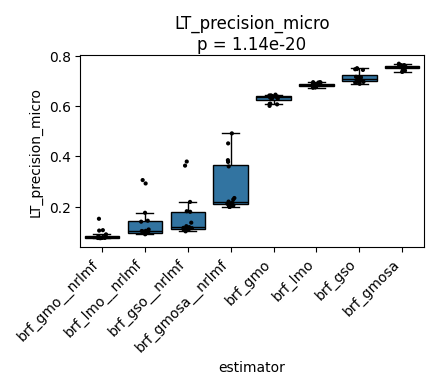 LT_precision_micro
p = 1.14e-20
LT_precision_micro
0.8
0.6
0.4
0.2
brf_gmo__nrlmf
brf_lmo__nrlmf
brf_gso__nrlmf
brf_gmosa__nrlmf
brf_gmo
brf_lmo
brf_gso
brf_gmosa
estimator